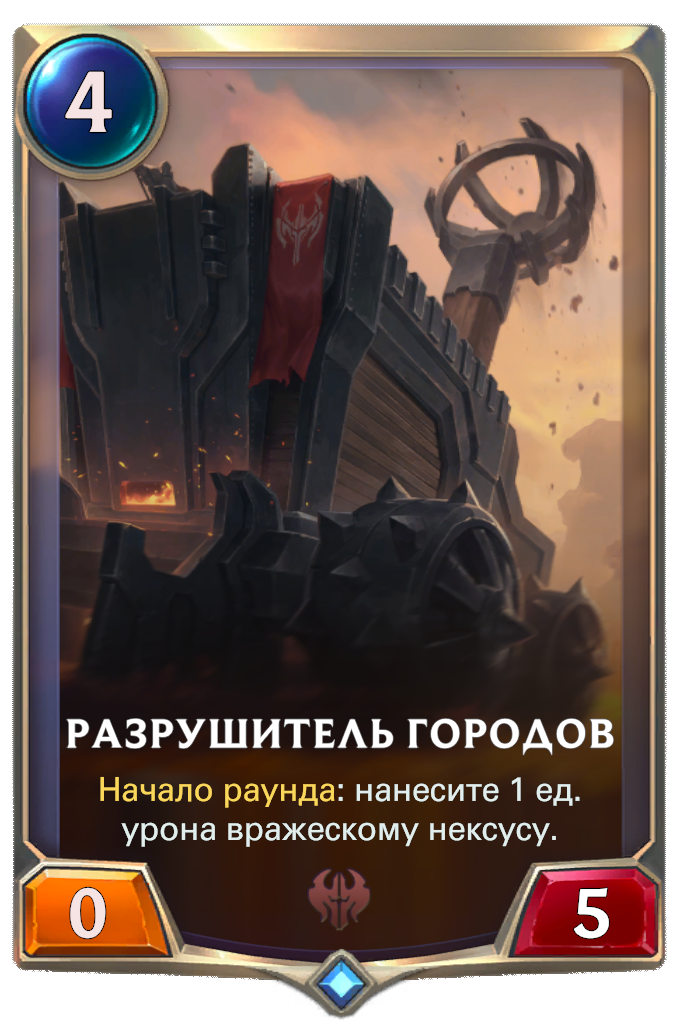 4
РАЗРУШИТЕЛЬ ГОРОДОВ
Начало раунда: нанесите 1 ед.
урона вражескому нексусу.
0
5